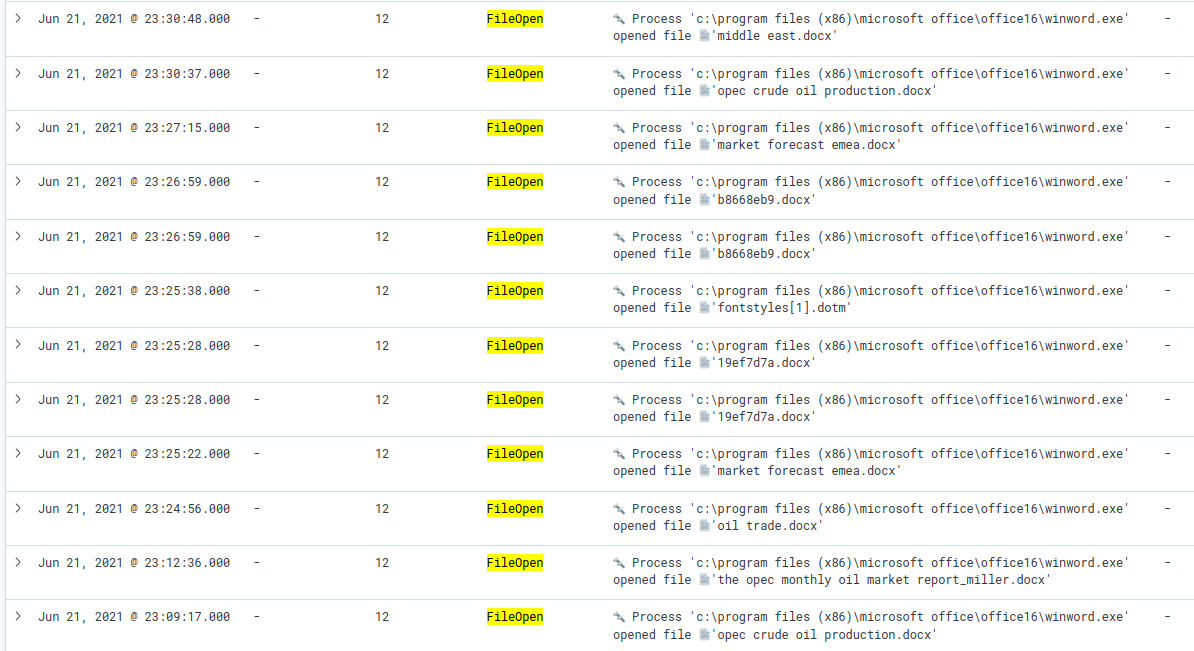 Jun 21, 2021 @ 23:30:48.000 - 12 FileOpen Process 'c:\program files (x86)\microsoft office\office16\winword.exe' -
opened file 'middle east.docx'
Jun 21, 2021 @ 23:30:37.000 - 12 FileOpen Process 'c:\program files (x86)\microsoft office\office16\winword.exe' -
opened file 'opec crude oil production.docx'
Jun 21, 2021 @ 23:27:15.000 - 12 FileOpen Process 'c:\program files (x86)\microsoft office\office16\winword.exe' -
opened file 'market forecast emea.docx'
Jun 21, 2021 @ 23:26:59.000 - 12 FileOpen Process 'c:\program files (x86)\microsoft office\office16\winword.exe' -
opened file 'b8668eb9.docx'
Jun 21, 2021 @ 23:26:59.000 - 12 FileOpen Process 'c:\program files (x86)\microsoft office\office16\winword.exe' -
opened file 'b8668eb9.docx'
Jun 21, 2021 @ 23:25:38.000 - 12 FileOpen Process 'c:\program files (x86)\microsoft office\office16\winword.exe' -
opened file 'fontstyles[1].dotm'
Jun 21, 2021 @ 23:25:28.000 - 12 FileOpen Process 'c:\program files (x86)\microsoft office\office16\winword.exe' -
opened file '19ef7d7a.docx'
Jun 21, 2021 @ 23:25:28.000 - 12 FileOpen Process 'c:\program files (x86)\microsoft office\office16\winword.exe' -
opened file '19ef7d7a.docx'
Jun 21, 2021 @ 23:25:22.000 - 12 FileOpen Process 'c:\program files (x86)\microsoft office\office16\winword.exe' -
opened file 'market forecast emea.docx'
Jun 21, 2021 @ 23:24:56.000 - 12 FileOpen Process 'c:\program files (x86)\microsoft office\office16\winword.exe' -
opened file 'oil trade.docx'
Jun 21, 2021 @ 23:12:36.000 - 12 FileOpen Process 'c:\program files (x86)\microsoft office\office16\winword.exe' -
opened file 'the opec monthly oil market report_miller.docx'
Jun 21, 2021 @ 23:09:17.000 - 12 FileOpen Process 'c:\program files (x86)\microsoft office\office16\winword.exe' -
opened file 'opec crude oil production.docx'